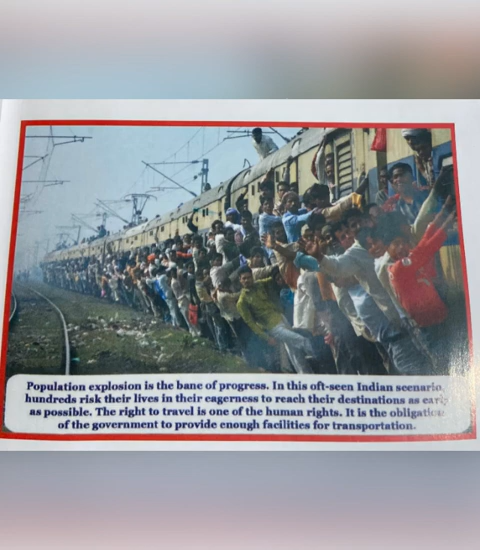 Population explosion is the bane of progress. In this oft-seen Indian scenario,
hundreds risk their lives in their eagerness to reach their destinations as early
as possible. The right to travel is one of the human rights. It is the obligation
of the government to provide enough facilities for transportation.